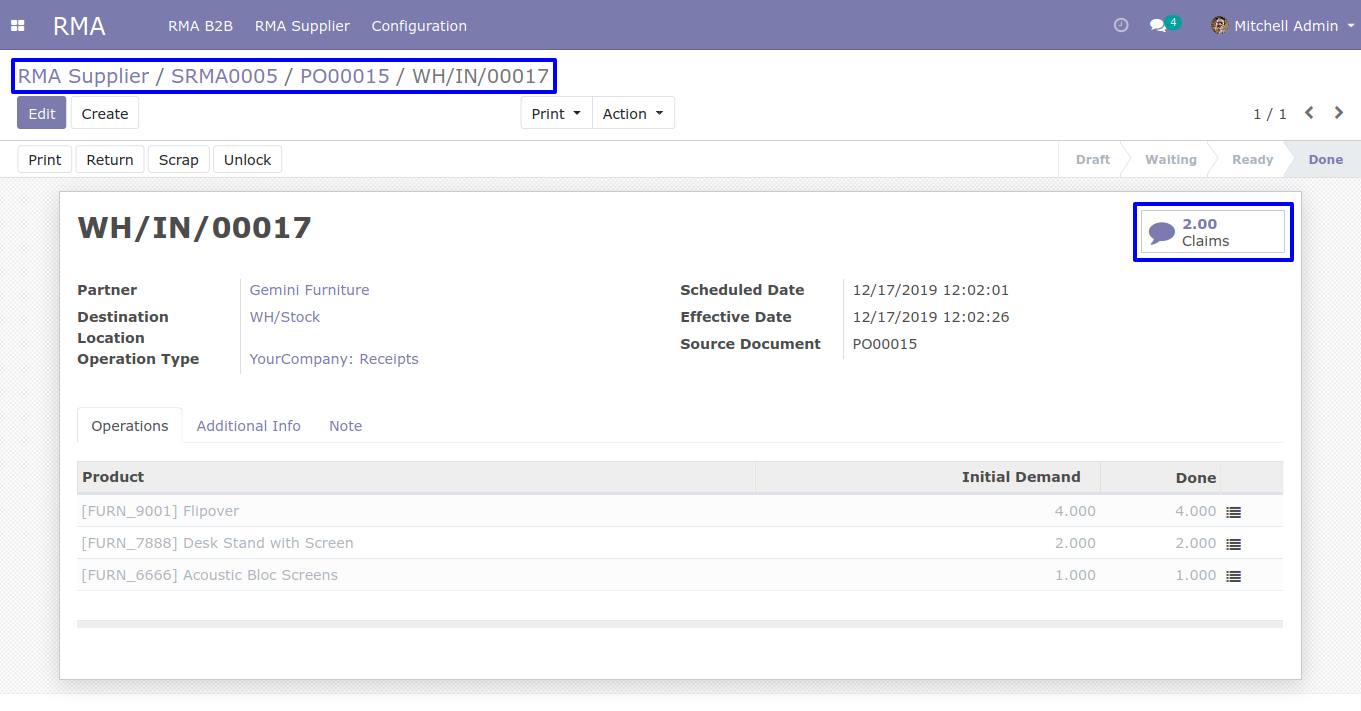 RMA RMA B2B RMA Supplier Configuration 4 Mitchell Admin
RMA Supplier / SRMA0005 / PO00015 / WH/IN/00017
Edit Create Print Action 1 / 1
Print Return Scrap Unlock Draft Waiting Ready Done
WH/IN/00017
2.00
Claims
Partner Gemini Furniture Scheduled Date 12/17/2019 12:02:01
Destination Location WH/Stock Effective Date 12/17/2019 12:02:26
Operation Type YourCompany: Receipts Source Document PO00015
Operations Additional Info Note
Product Initial Demand Done
[FURN_9001] Flipover 4.000 4.000
[FURN_7888] Desk Stand with Screen 2.000 2.000
[FURN_6666] Acoustic Bloc Screens 1.000 1.000